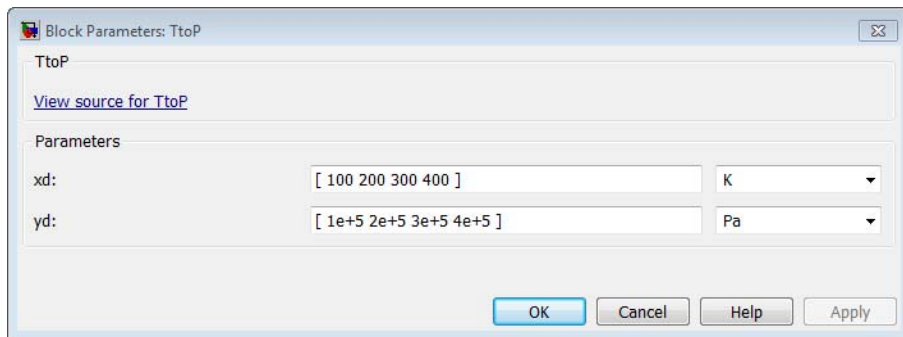 Block Parameters: TtoP
TtoP
View source for TtoP
Parameters
xd: [ 100 200 300 400 ] K
yd: [ 1e+5 2e+5 3e+5 4e+5 ] Pa
OK Cancel Help Apply